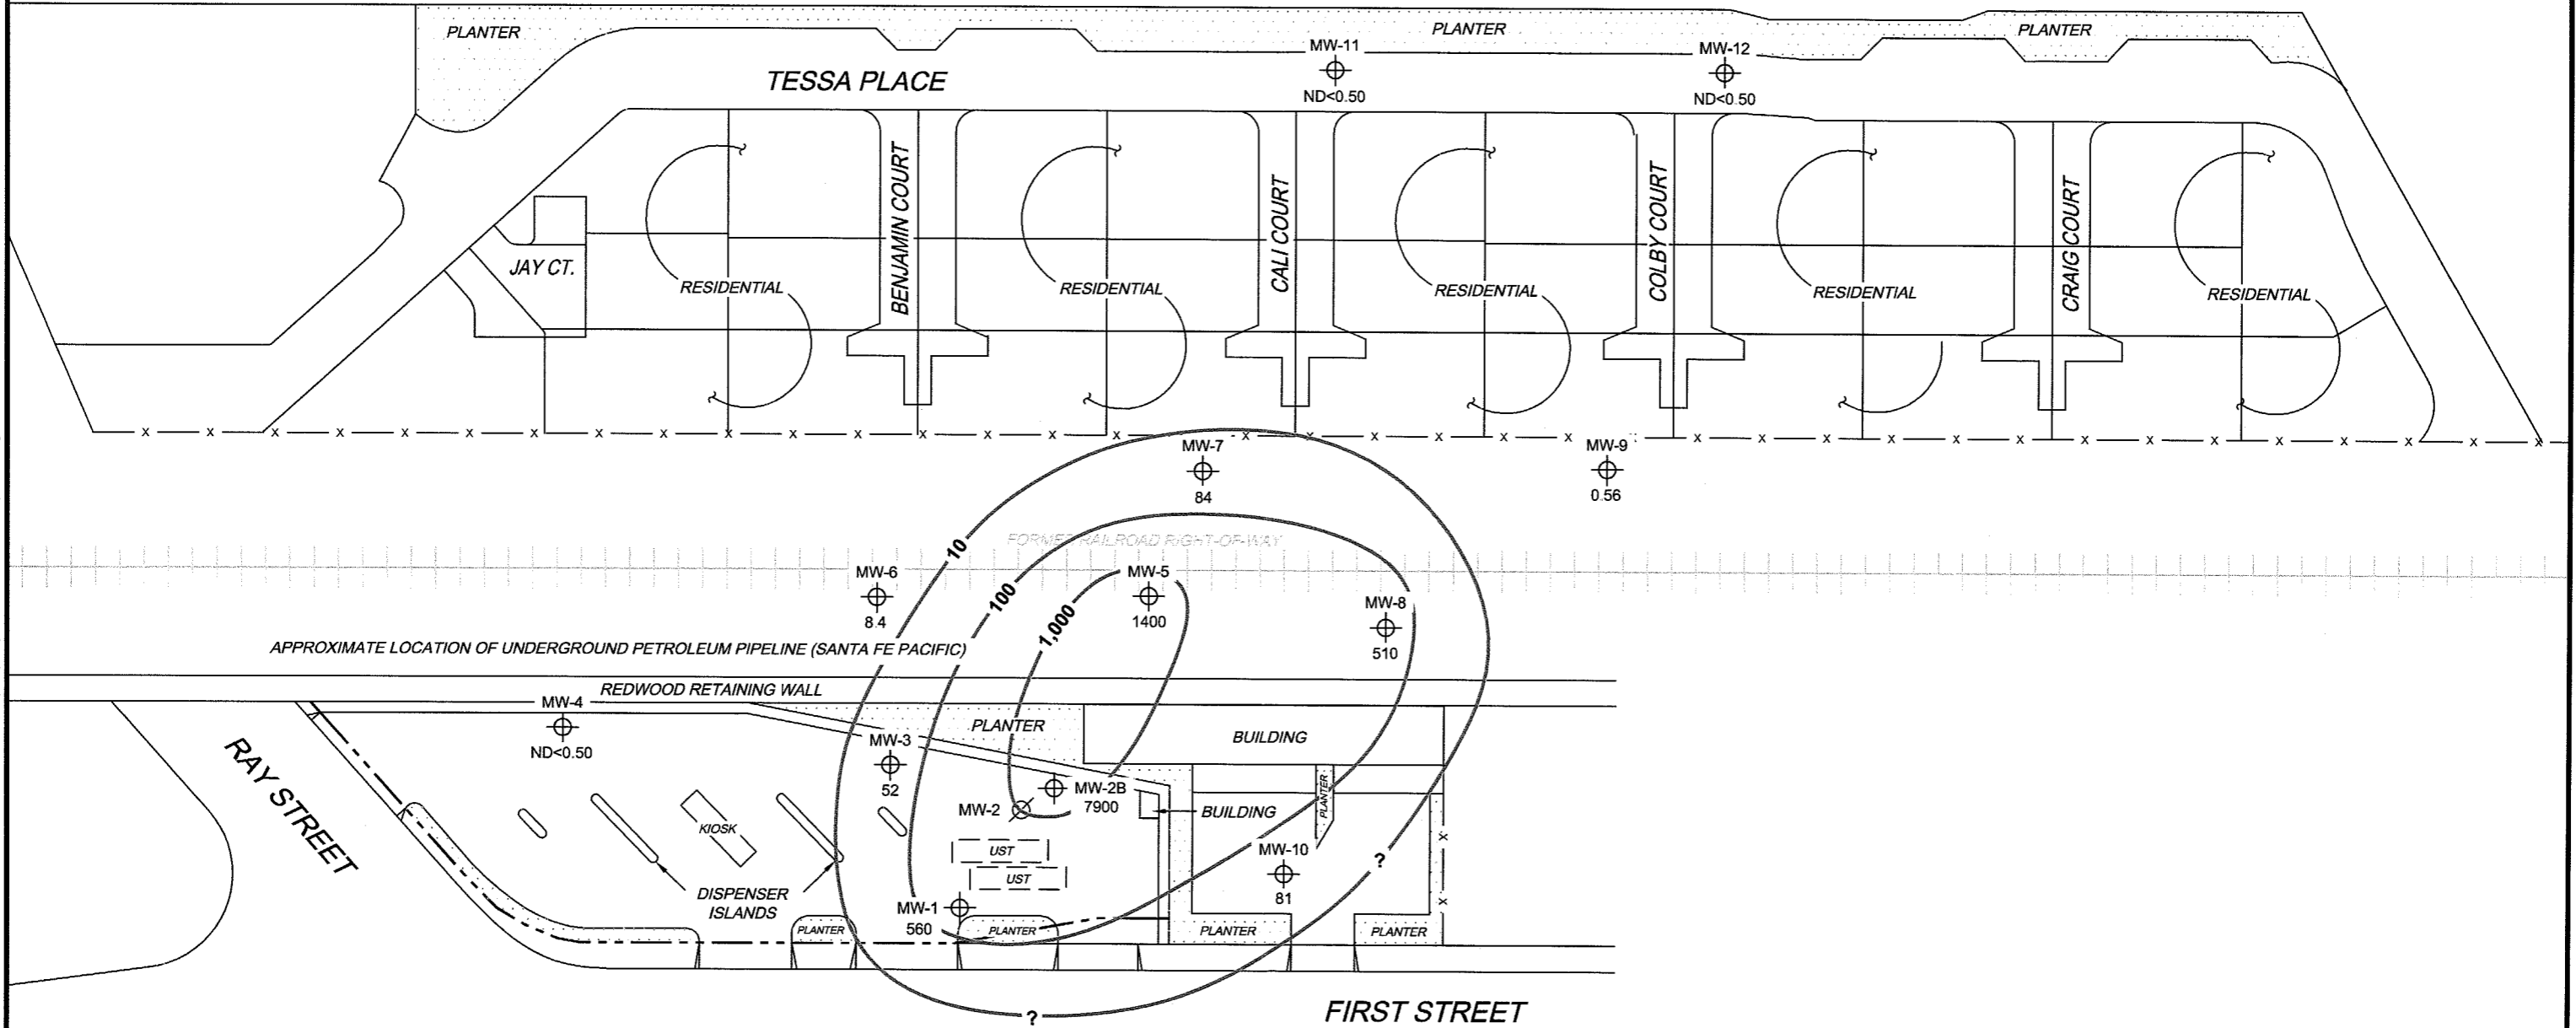 PLANTER
PLANTER
PLANTER
MW-11
MW-12
TESSA PLACE
ND<0.50
ND<0.50
BENJAMIN COURT
CALI COURT
COLBY COURT
CRAIG COURT
JAY CT.
RESIDENTIAL
RESIDENTIAL
RESIDENTIAL
RESIDENTIAL
RESIDENTIAL
x x x x x x x x x x x x x x x x x x x x x x x x x x x x x x x x x x x x x x
MW-7
84
MW-9
0.56
FORMER RAILROAD RIGHT-OF-WAY
10
100
1,000
MW-6
8.4
MW-5
1400
MW-8
510
APPROXIMATE LOCATION OF UNDERGROUND PETROLEUM PIPELINE (SANTA FE PACIFIC)
REDWOOD RETAINING WALL
MW-4
ND<0.50
PLANTER
BUILDING
RAY STREET
MW-3
52
MW-2B
7900
MW-2
BUILDING
PLANTER
x
x
KIOSK
UST
UST
MW-10
81
?
DISPENSER
ISLANDS
MW-1
560
PLANTER
PLANTER
PLANTER
PLANTER
?
FIRST STREET